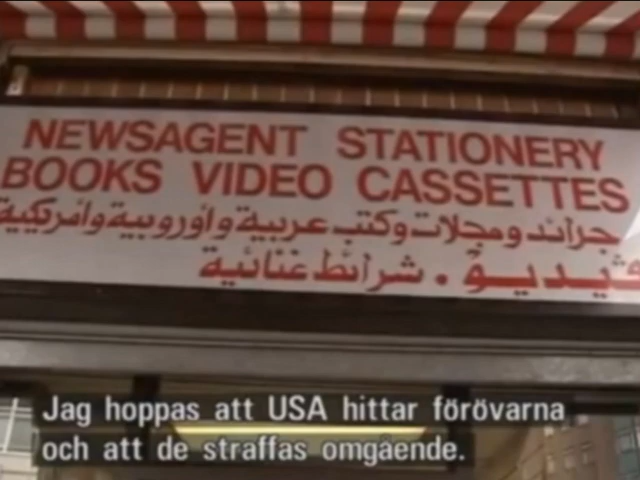 NEWSAGENT STATIONERY
BOOKS VIDEO CASSETTES
جرائد ومجلات وكتب عربية وأوروبية وأمريكية
ڤيديو . شرائط غنائية
Jag hoppas att USA hittar förövarna
och att de straffas omgående.